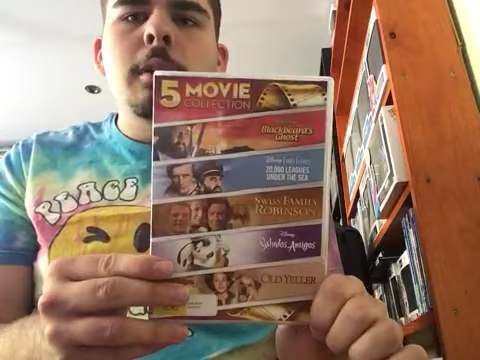 5 MOVIE
COLLECTION
Blackbeard's
Ghost
Disney
20,000 LEAGUES
UNDER THE SEA
SWISS FAMILY
ROBINSON
Disney
Saludos Amigos
OLD YELLER
PEACE